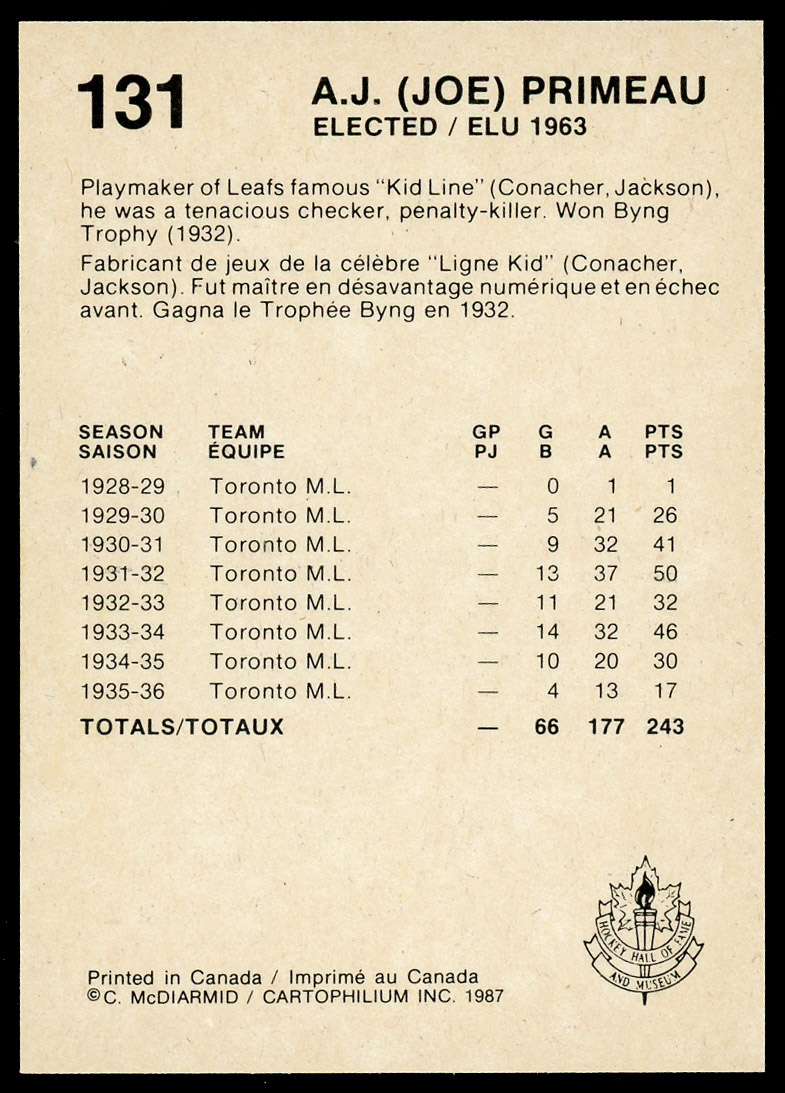 131
A.J. (JOE) PRIMEAU
ELECTED / ELU 1963
Playmaker of Leafs famous "Kid Line" (Conacher, Jackson),
he was a tenacious checker, penalty-killer. Won Byng
Trophy (1932).
Fabricant de jeux de la célèbre "Ligne Kid" (Conacher,
Jackson). Fut maître en désavantage numérique et en échec
avant. Gagna le Trophée Byng en 1932.
SEASON TEAM GP G A PTS
SAISON ÉQUIPE PJ B A PTS
1928-29 Toronto M.L. — 0 1 1
1929-30 Toronto M.L. — 5 21 26
1930-31 Toronto M.L. — 9 32 41
1931-32 Toronto M.L. — 13 37 50
1932-33 Toronto M.L. — 11 21 32
1933-34 Toronto M.L. — 14 32 46
1934-35 Toronto M.L. — 10 20 30
1935-36 Toronto M.L. — 4 13 17
TOTALS/TOTAUX — 66 177 243
HOCKEY HALL OF FAME
AND MUSEUM
Printed in Canada / Imprimé au Canada
©C. McDIARMID / CARTOPHILIUM INC. 1987